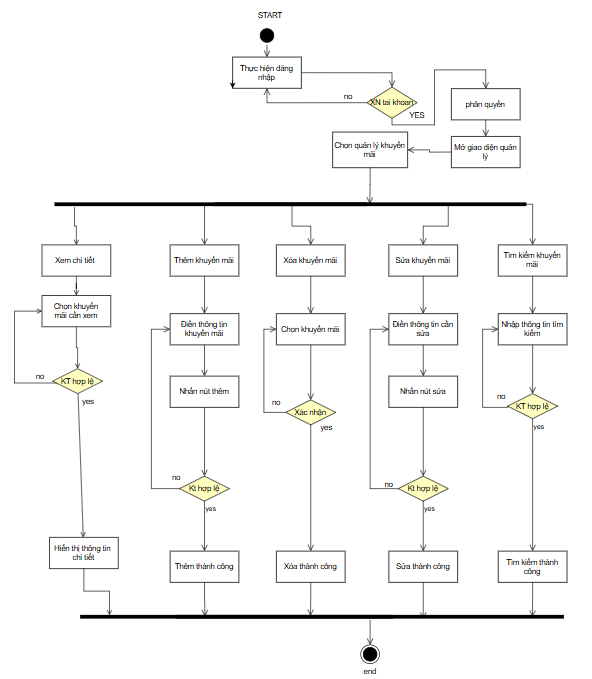 START
Thực hiện đăng
nhập
XN tai khoan
no
YES
phân quyền
Mở giao diện quản
lý
Chọn quản lý khuyến
mãi
Xem chi tiết
Thêm khuyến mãi
Xóa khuyến mãi
Sửa khuyến mãi
Tìm kiếm khuyến
mãi
Chọn khuyến
mãi cần xem
Điền thông tin
khuyến mãi
Chọn khuyến mãi
Điền thông tin cần
sửa
Nhập thông tin tìm
kiếm
no
KT hợp lệ
yes
Nhấn nút thêm
no
Xác nhận
yes
Nhấn nút sửa
no
KT hợp lệ
yes
no
Kt hợp lệ
yes
no
Kt hợp lệ
yes
Hiển thị thông tin
chi tiết
Thêm thành công
Xóa thành công
Sửa thành công
Tìm kiếm thành
công
end